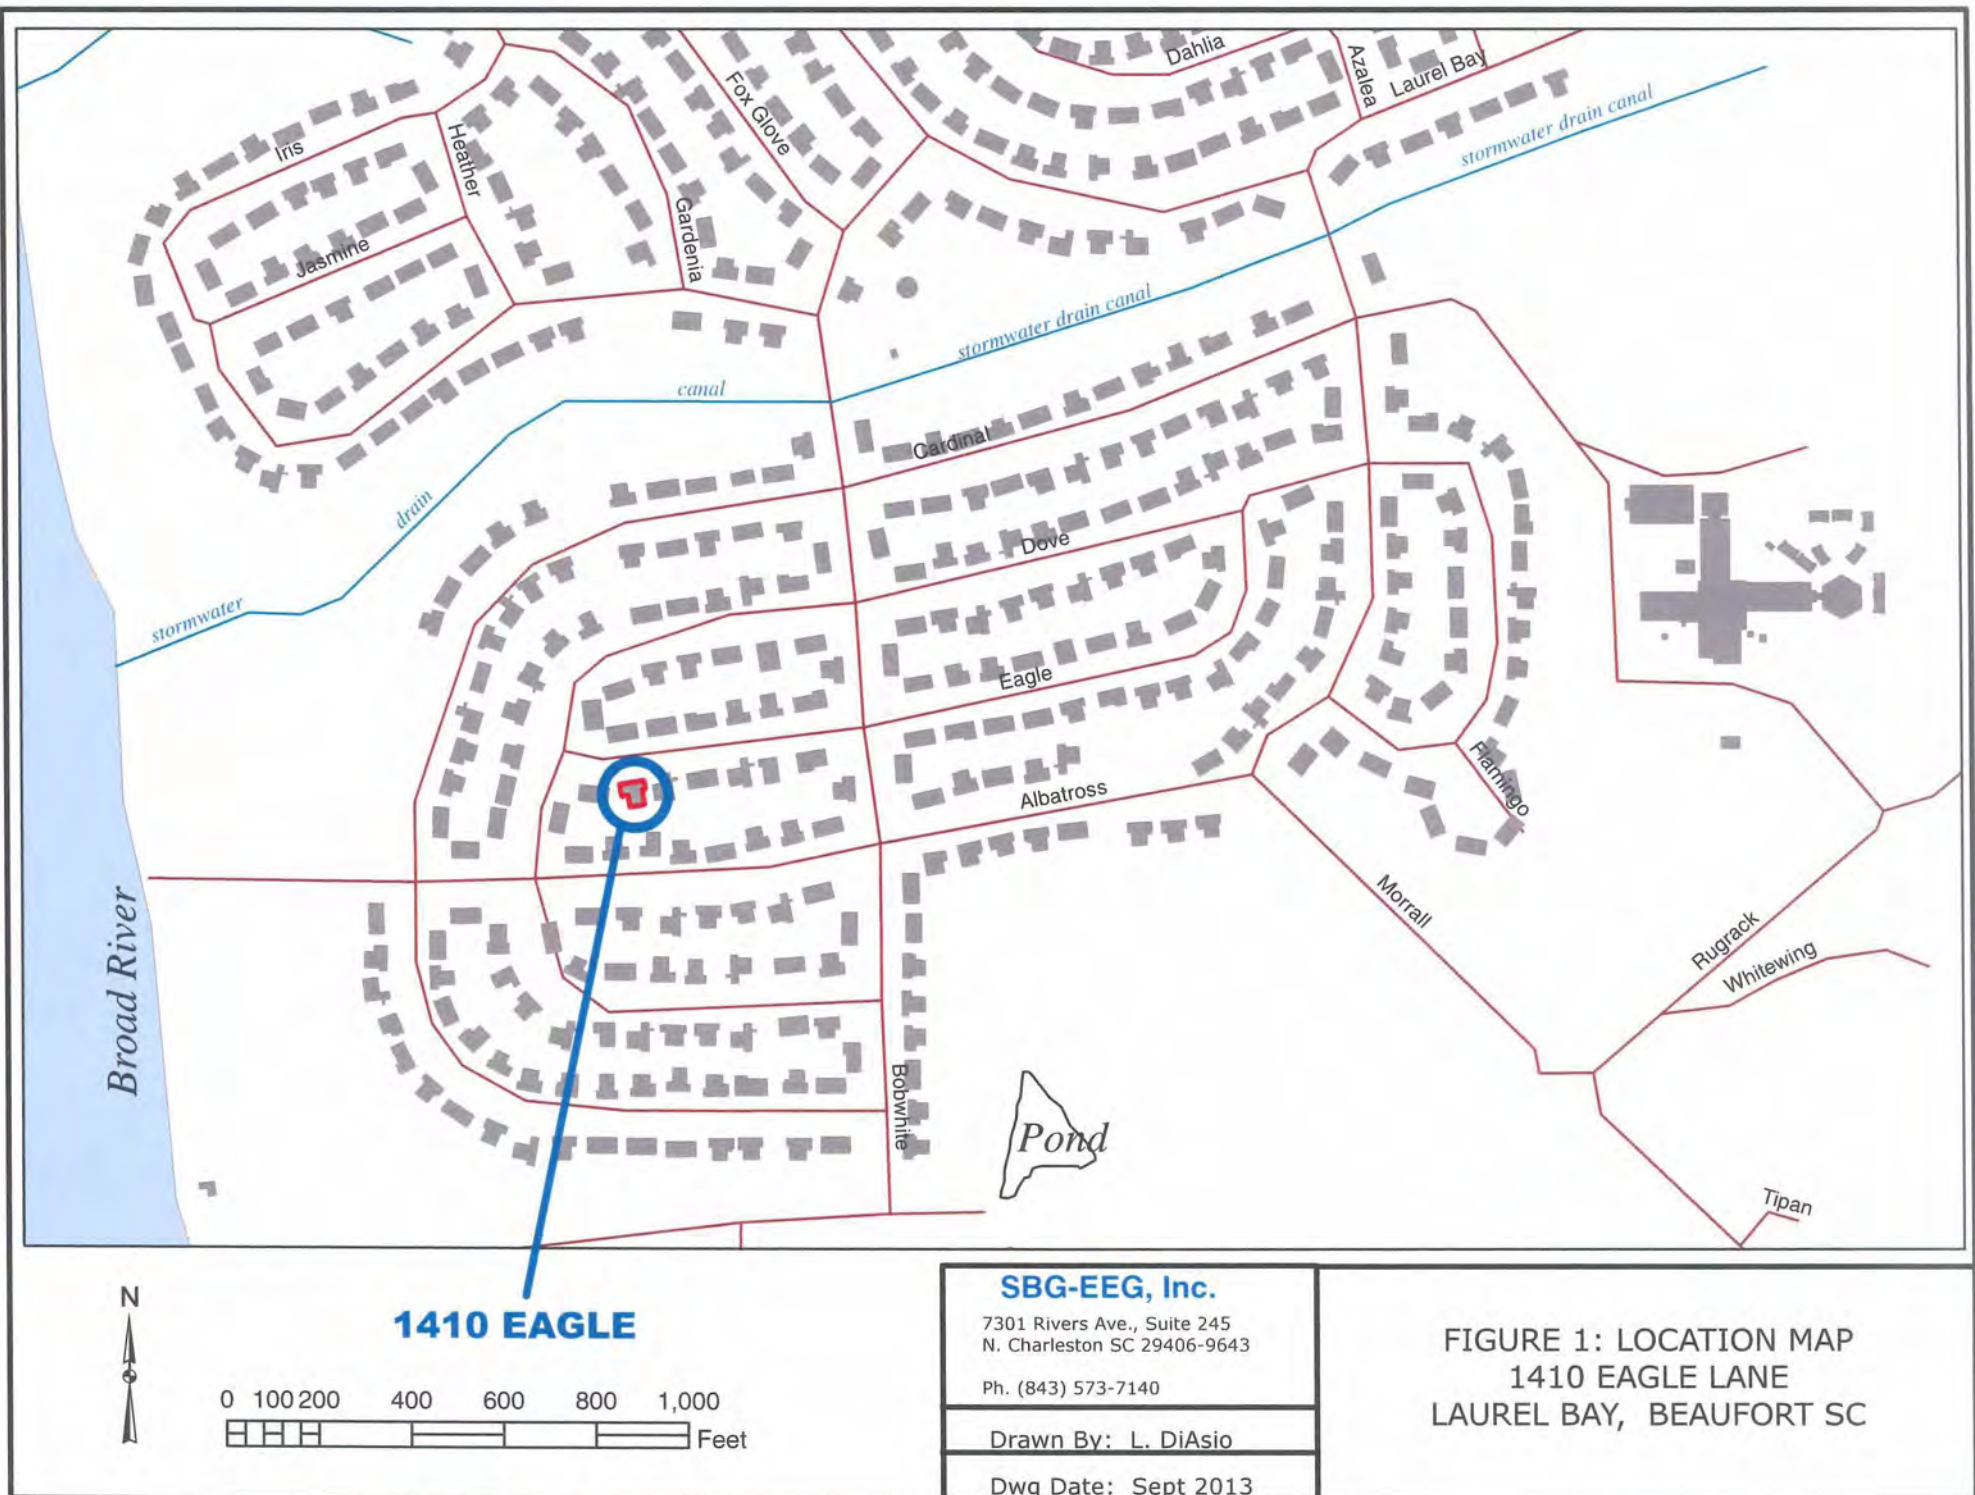 Dahlia
Azalea
Laurel Bay
Fox Glove
stormwater drain canal
Iris
Heather
Gardenia
Jasmine
stormwater drain canal
canal
Cardinal
drain
Dove
stormwater
Eagle
Flamingo
Albatross
Broad River
Morrall
Rugrack
Whitewing
Bobwhite
Pond
Tipan
N
1410 EAGLE
0 100 200 400 600 800 1,000
Feet
SBG-EEG, Inc.
7301 Rivers Ave., Suite 245
N. Charleston SC 29406-9643
Ph. (843) 573-7140
Drawn By: L. DiAsio
Dwg Date: Sept 2013
FIGURE 1: LOCATION MAP
1410 EAGLE LANE
LAUREL BAY, BEAUFORT SC